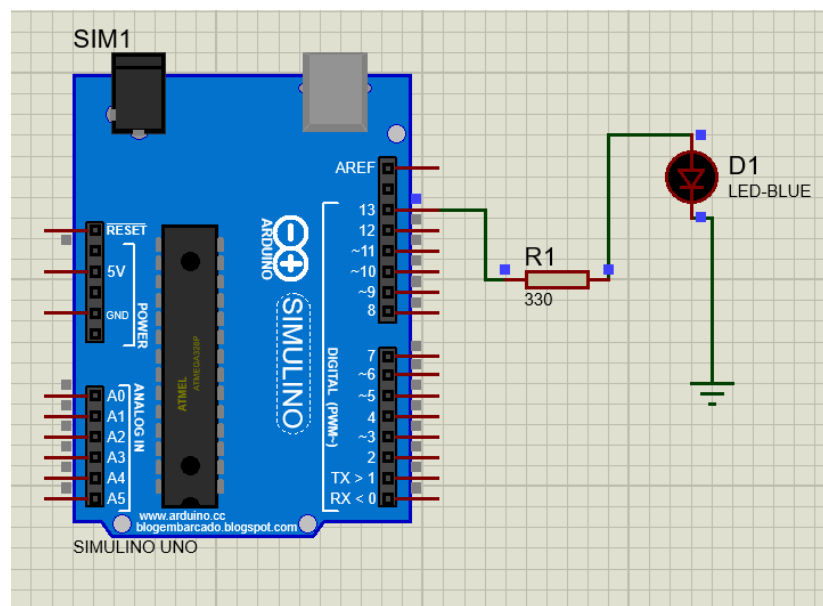 SIM1
AREF
13
12
~11
~10
~9
8
7
~6
~5
4
~3
2
TX > 1
RX < 0
RESET
5V
GND
POWER
A0
A1
A2
A3
A4
A5
ANALOG IN
ATMEL
ATMEGA328P
ARDUINO
SIMULINO
DIGITAL (PWM~)
www.arduino.cc
blogembarcado.blogspot.com
SIMULINO UNO
R1
330
D1
LED-BLUE